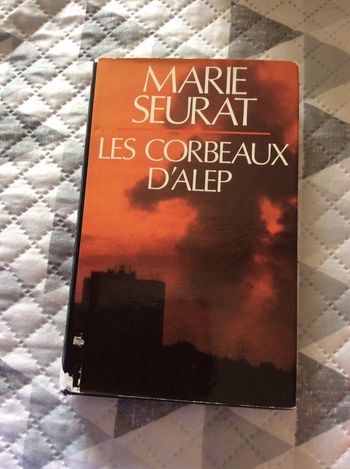 MARIE
SEURAT
LES CORBEAUX
D'ALEP